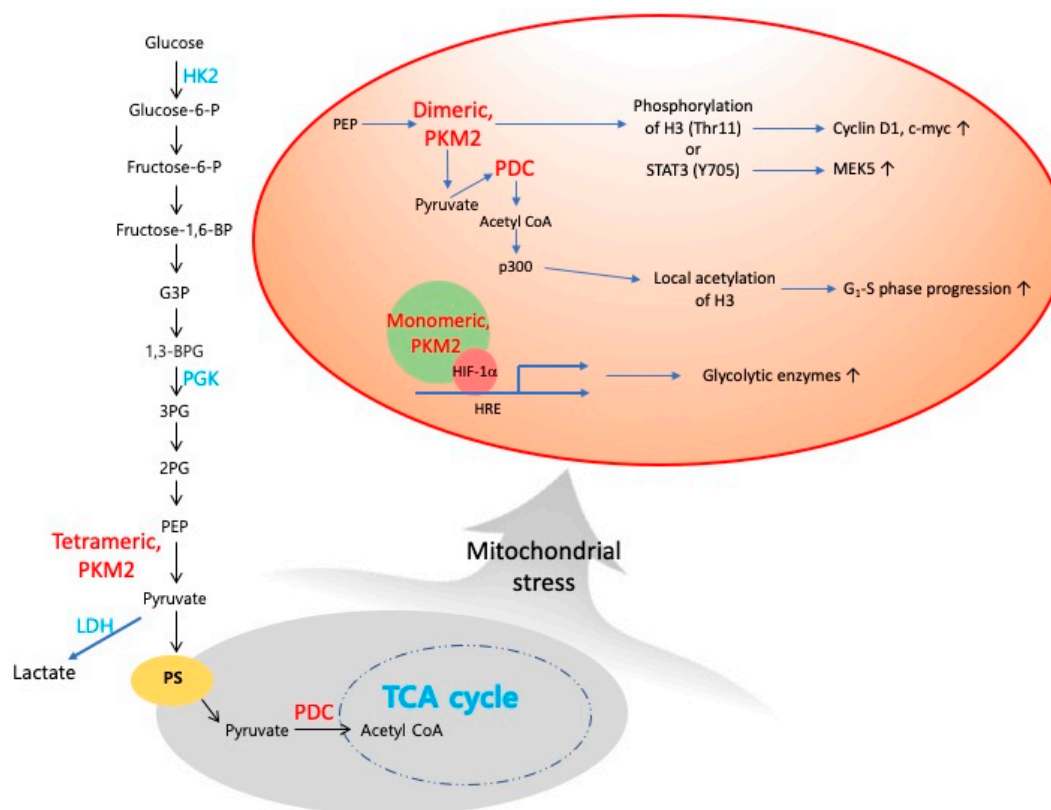 Glucose
HK2
Glucose-6-P
Fructose-6-P
Fructose-1,6-BP
G3P
1,3-BPG
PGK
3PG
2PG
PEP
Tetrameric,
PKM2
Pyruvate
LDH
Lactate
PS
Pyruvate
PDC
Acetyl CoA
TCA cycle
Mitochondrial
stress
PEP
Dimeric,
PKM2
Pyruvate
PDC
Acetyl CoA
p300
Phosphorylation
of H3 (Thr11)
or
STAT3 (Y705)
Cyclin D1, c-myc ↑
MEK5 ↑
Local acetylation
of H3
G₁-S phase progression ↑
Monomeric,
PKM2
HIF-1α
HRE
Glycolytic enzymes ↑